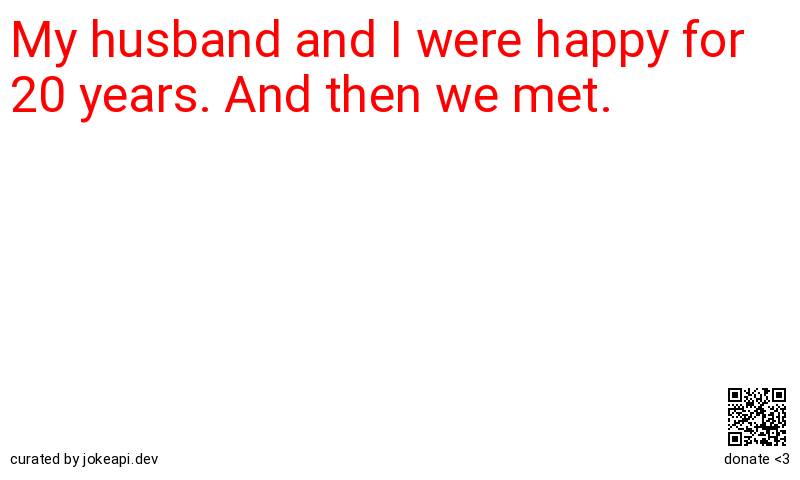 My husband and I were happy for
20 years. And then we met.
curated by jokeapi.dev
donate <3